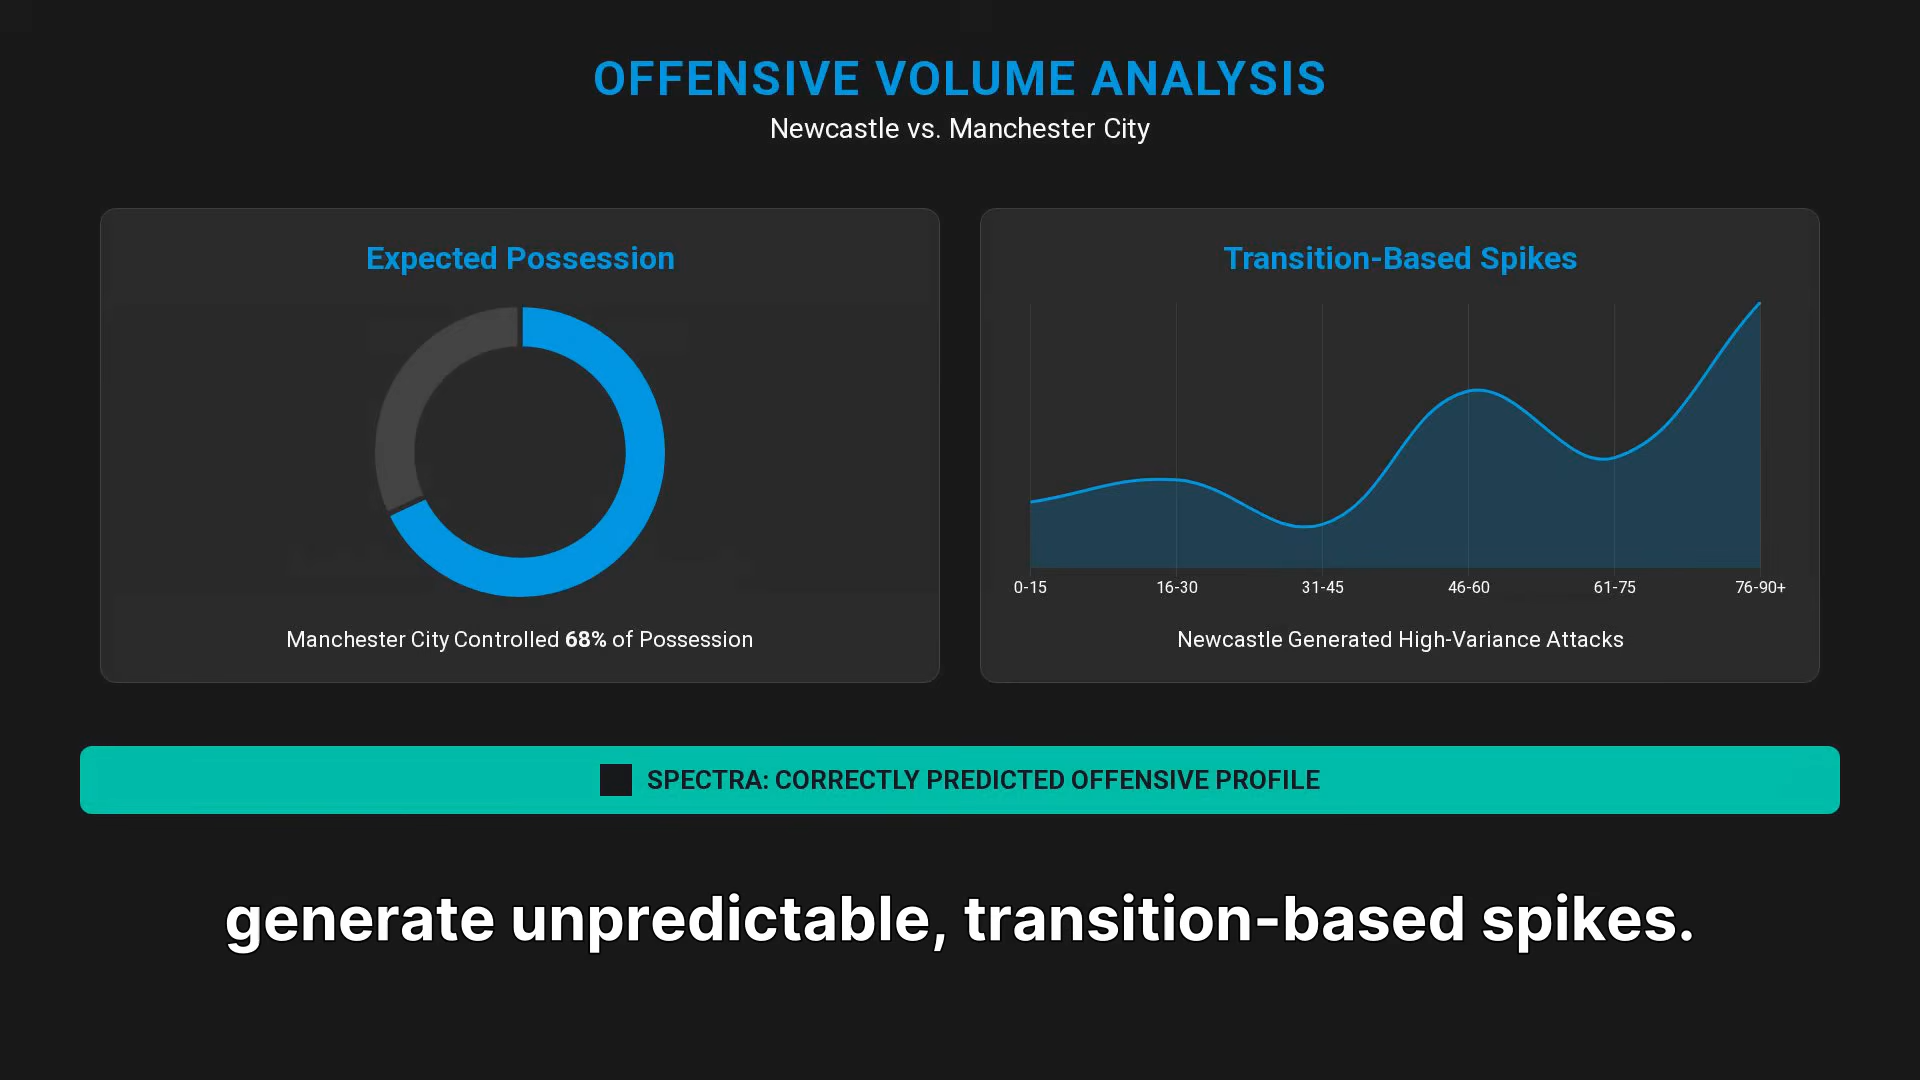 OFFENSIVE VOLUME ANALYSIS
Newcastle vs. Manchester City
Expected Possession
Manchester City Controlled 68% of Possession
Transition-Based Spikes
0-15 16-30 31-45 46-60 61-75 76-90+
Newcastle Generated High-Variance Attacks
SPECTRA: CORRECTLY PREDICTED OFFENSIVE PROFILE
generate unpredictable, transition-based spikes.